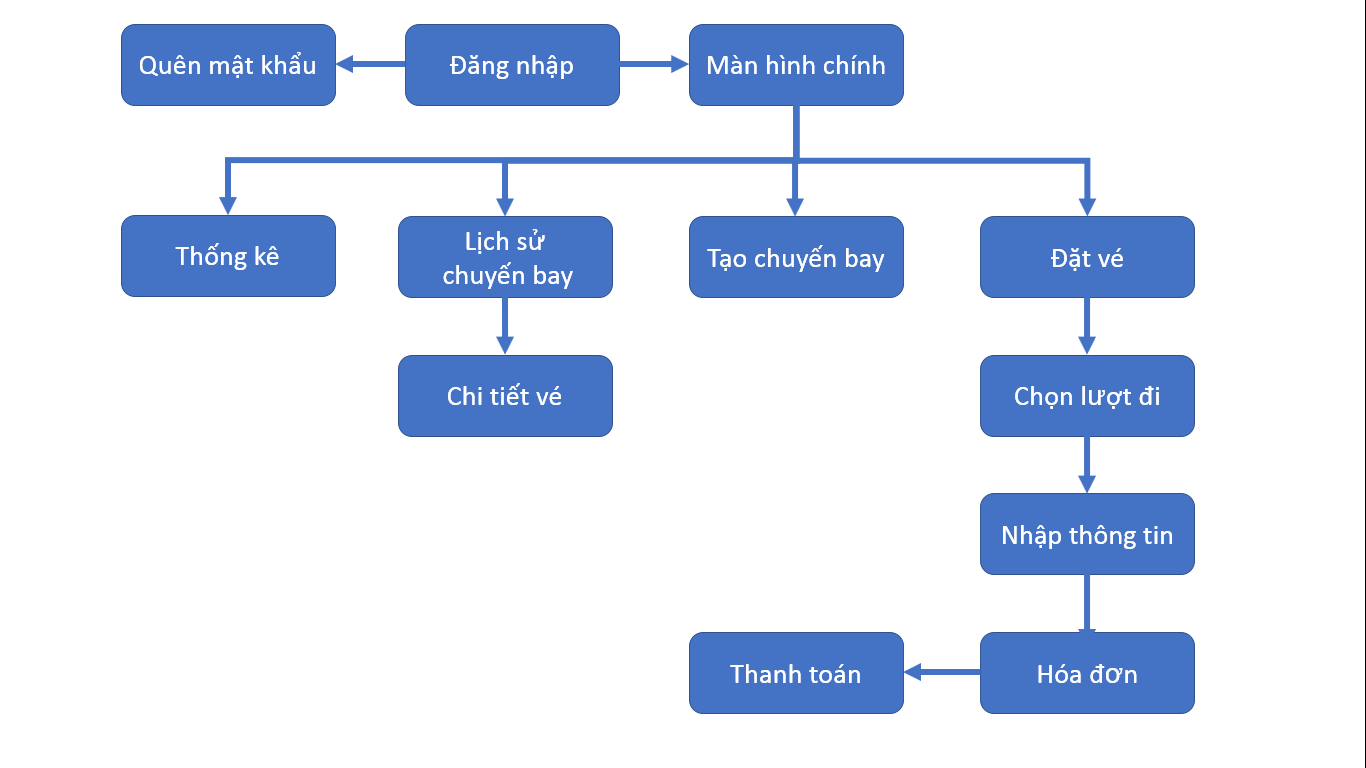 Quên mật khẩu
Đăng nhập
Màn hình chính
Thống kê
Lịch sử
chuyến bay
Tạo chuyến bay
Đặt vé
Chi tiết vé
Chọn lượt đi
Nhập thông tin
Thanh toán
Hóa đơn